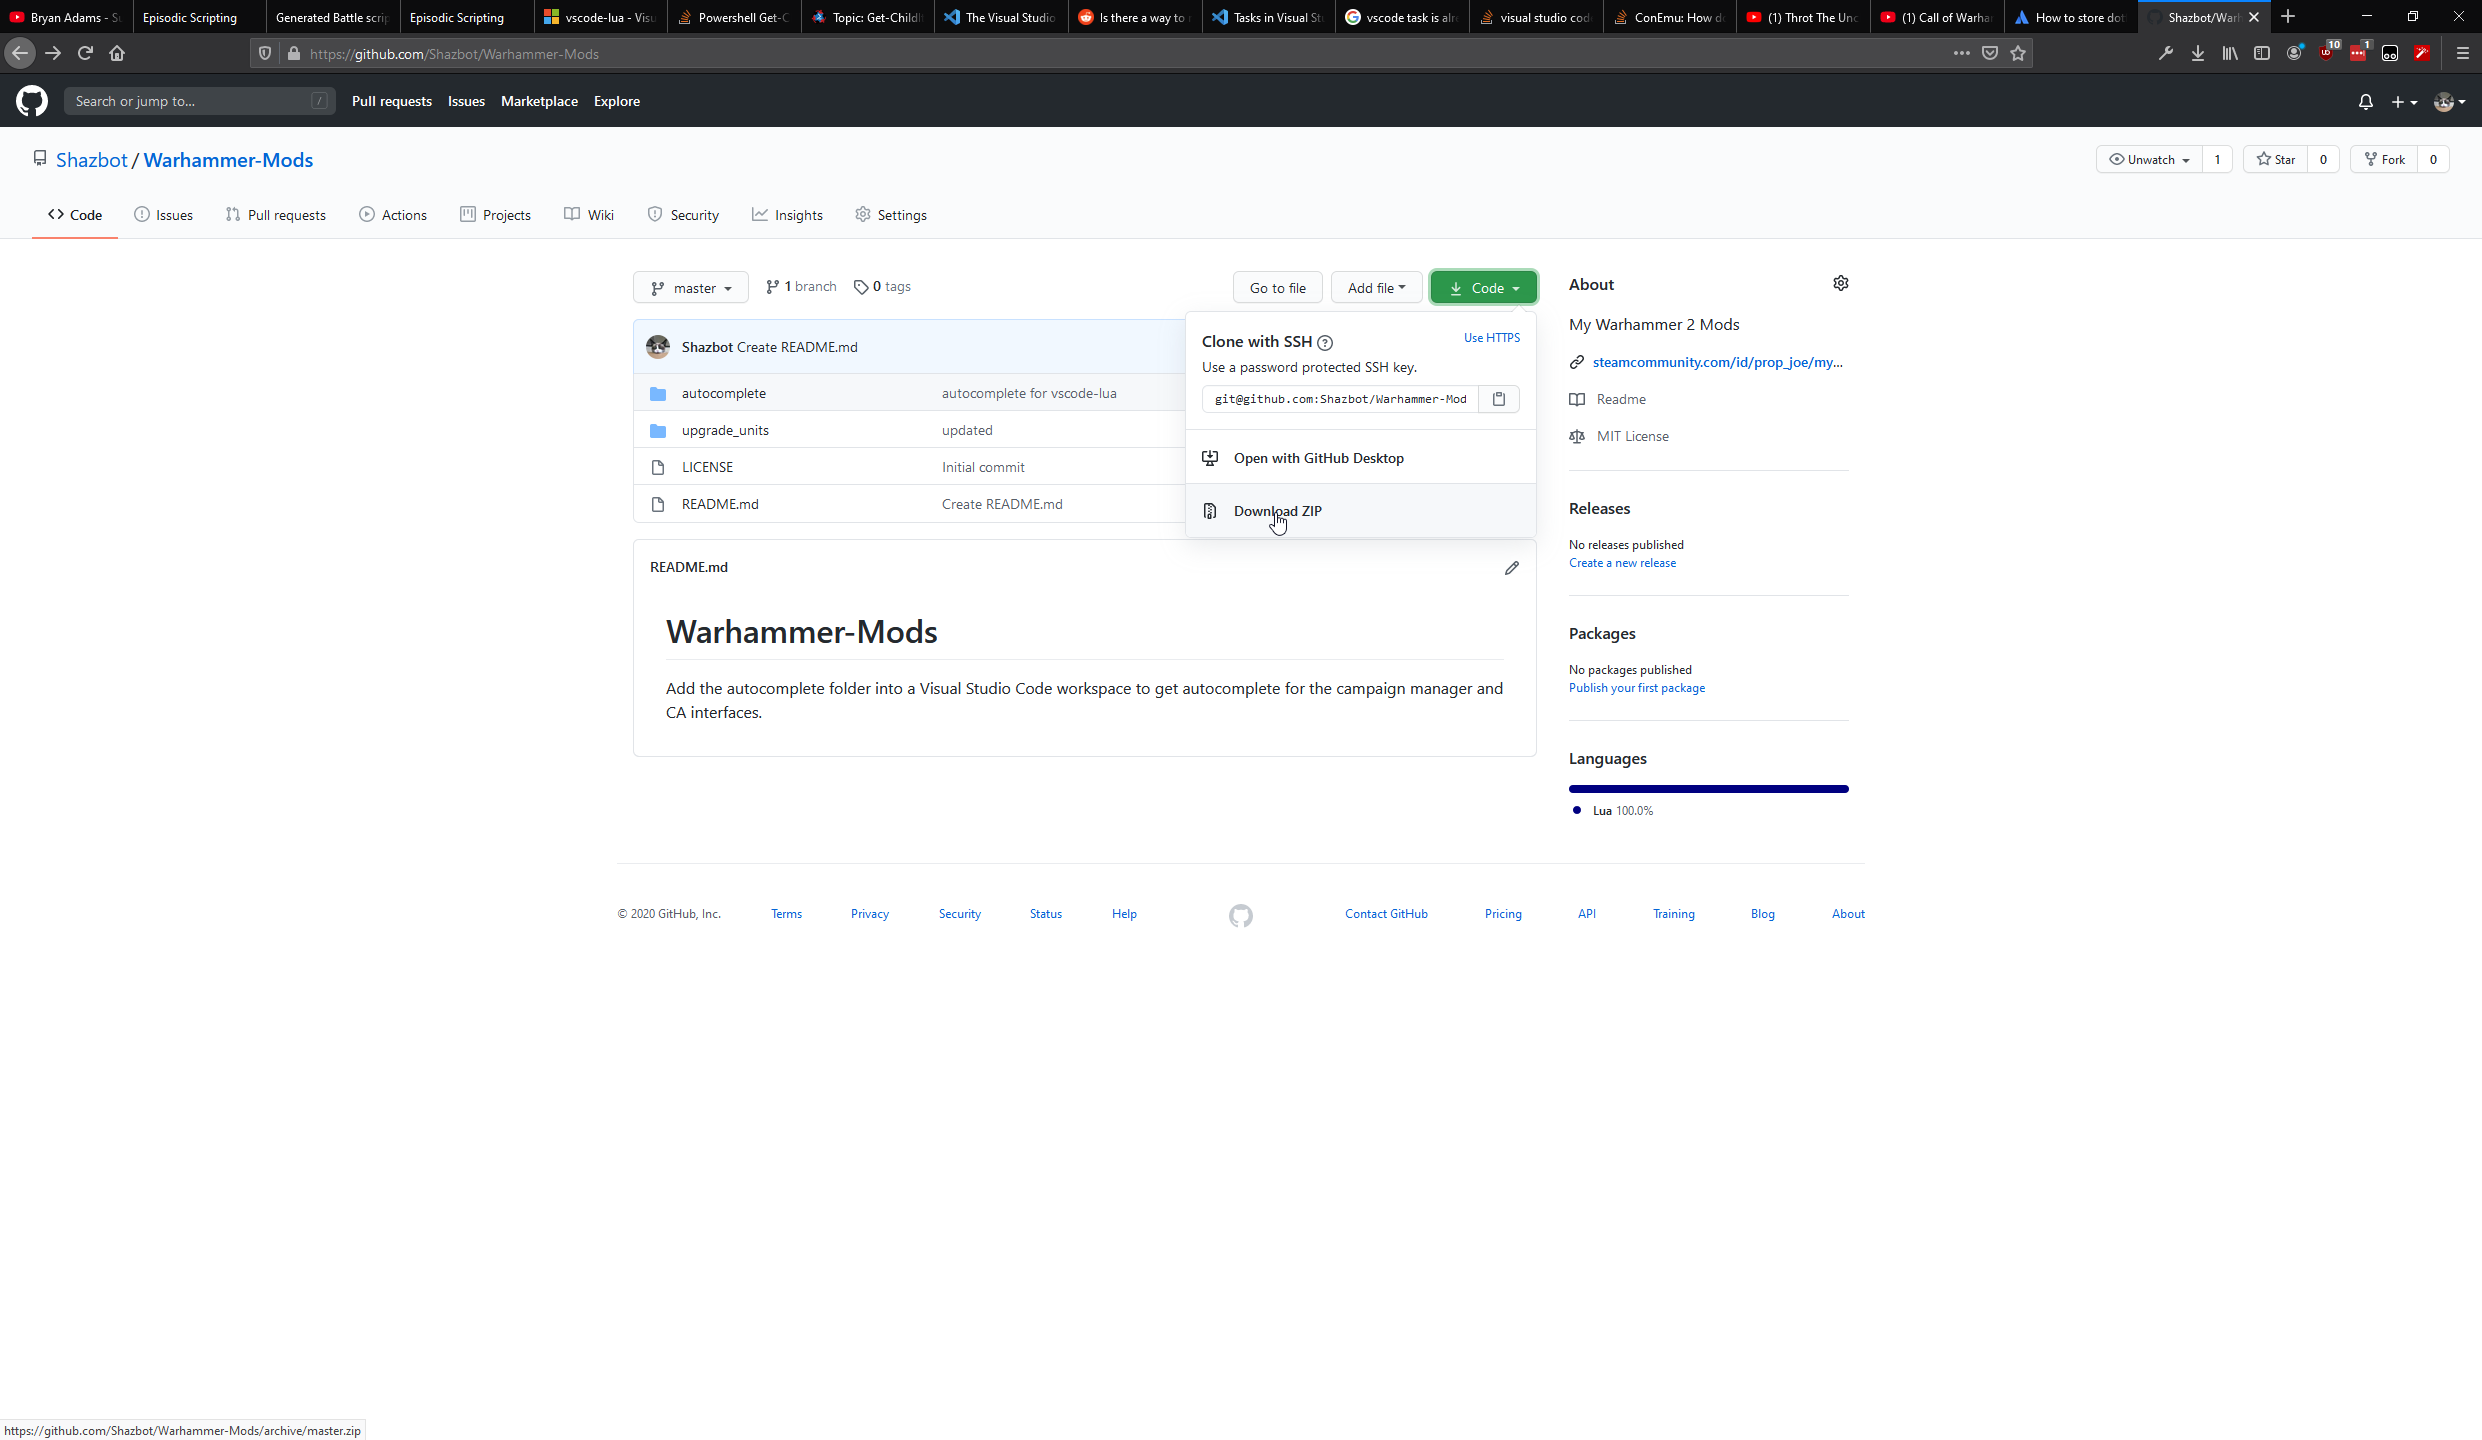 Bryan Adams - Su
Episodic Scripting
Generated Battle scrip
Episodic Scripting
vscode-lua - Visu
Powershell Get-C
Topic: Get-ChildI
The Visual Studio
Is there a way to r
Tasks in Visual St
vscode task is alre
visual studio code
ConEmu: How do
(1) Throt The Unc
(1) Call of Warha
How to store dot
Shazbot/Warh
https://github.com/Shazbot/Warhammer-Mods
10
1
Search or jump to...
/
Pull requests
Issues
Marketplace
Explore
Shazbot / Warhammer-Mods
Unwatch 1
Star 0
Fork 0
Code
Issues
Pull requests
Actions
Projects
Wiki
Security
Insights
Settings
master
1 branch
0 tags
Go to file
Add file
Code
Shazbot Create README.md
autocomplete autocomplete for vscode-lua
upgrade_units updated
LICENSE Initial commit
README.md Create README.md
Clone with SSH
Use HTTPS
Use a password protected SSH key.
git@github.com:Shazbot/Warhammer-Mod
Open with GitHub Desktop
Download ZIP
README.md
Warhammer-Mods
Add the autocomplete folder into a Visual Studio Code workspace to get autocomplete for the campaign manager and
CA interfaces.
About
My Warhammer 2 Mods
steamcommunity.com/id/prop_joe/my...
Readme
MIT License
Releases
No releases published
Create a new release
Packages
No packages published
Publish your first package
Languages
Lua 100.0%
© 2020 GitHub, Inc.
Terms
Privacy
Security
Status
Help
Contact GitHub
Pricing
API
Training
Blog
About
https://github.com/Shazbot/Warhammer-Mods/archive/master.zip